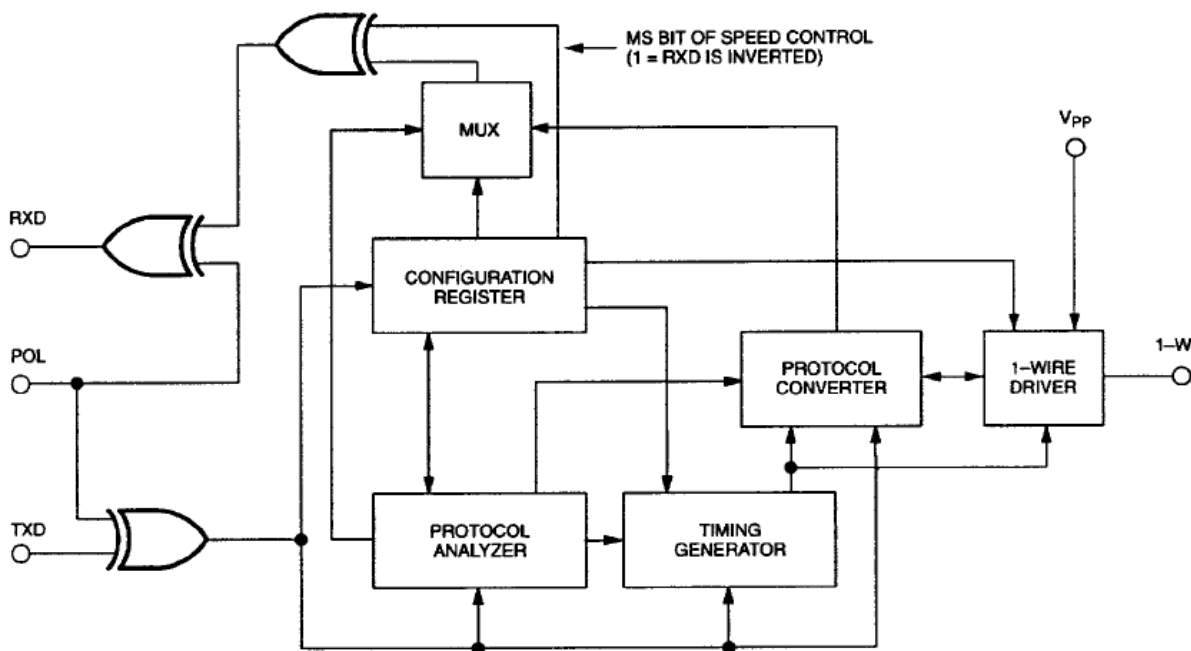 MS BIT OF SPEED CONTROL
(1 = RXD IS INVERTED)
MUX
VPP
RXD
CONFIGURATION
REGISTER
POL
PROTOCOL
CONVERTER
1–WIRE
DRIVER
1–W
TXD
PROTOCOL
ANALYZER
TIMING
GENERATOR